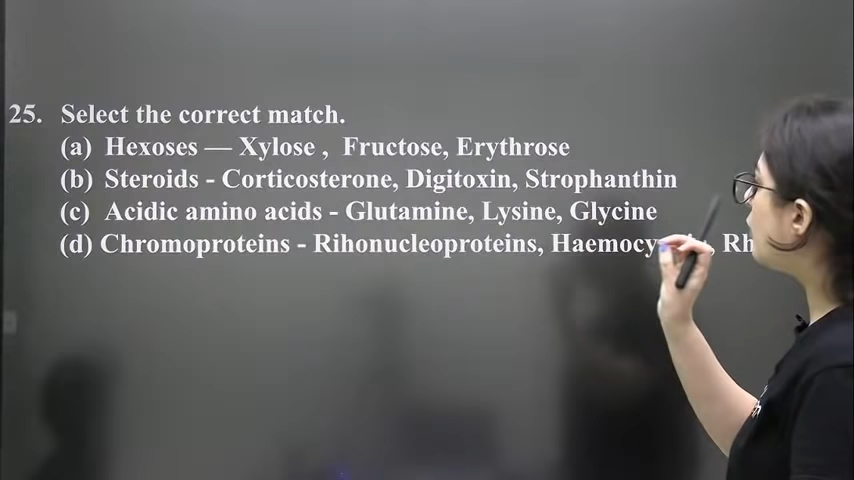 25. Select the correct match.
(a) Hexoses — Xylose , Fructose, Erythrose
(b) Steroids - Corticosterone, Digitoxin, Strophanthin
(c) Acidic amino acids - Glutamine, Lysine, Glycine
(d) Chromoproteins - Rihonucleoproteins,